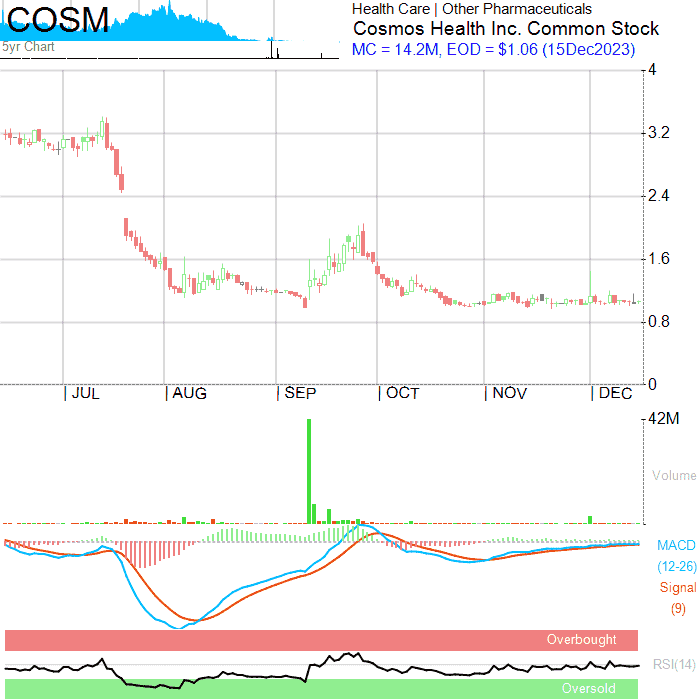 COSM
5yr Chart
Health Care | Other Pharmaceuticals
Cosmos Health Inc. Common Stock
MC = 14.2M, EOD = $1.06 (15Dec2023)
4
3.2
2.4
1.6
0.8
0
JUL AUG SEP OCT NOV DEC
42M
Volume
MACD
(12-26)
Signal
(9)
Overbought
RSI(14)
Oversold